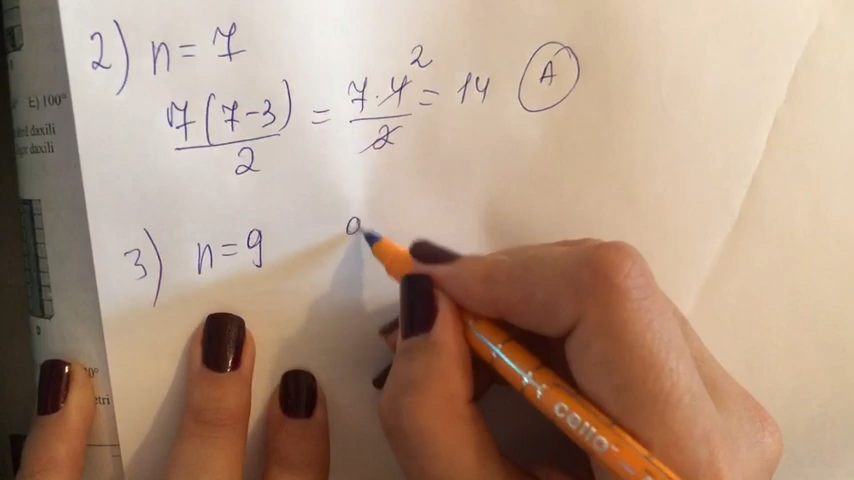 E) 100°
daxili
daxili
2) n = 7
7(7-3)/2 = 7·4/2 2 = 14 A
3) n = 9
cello